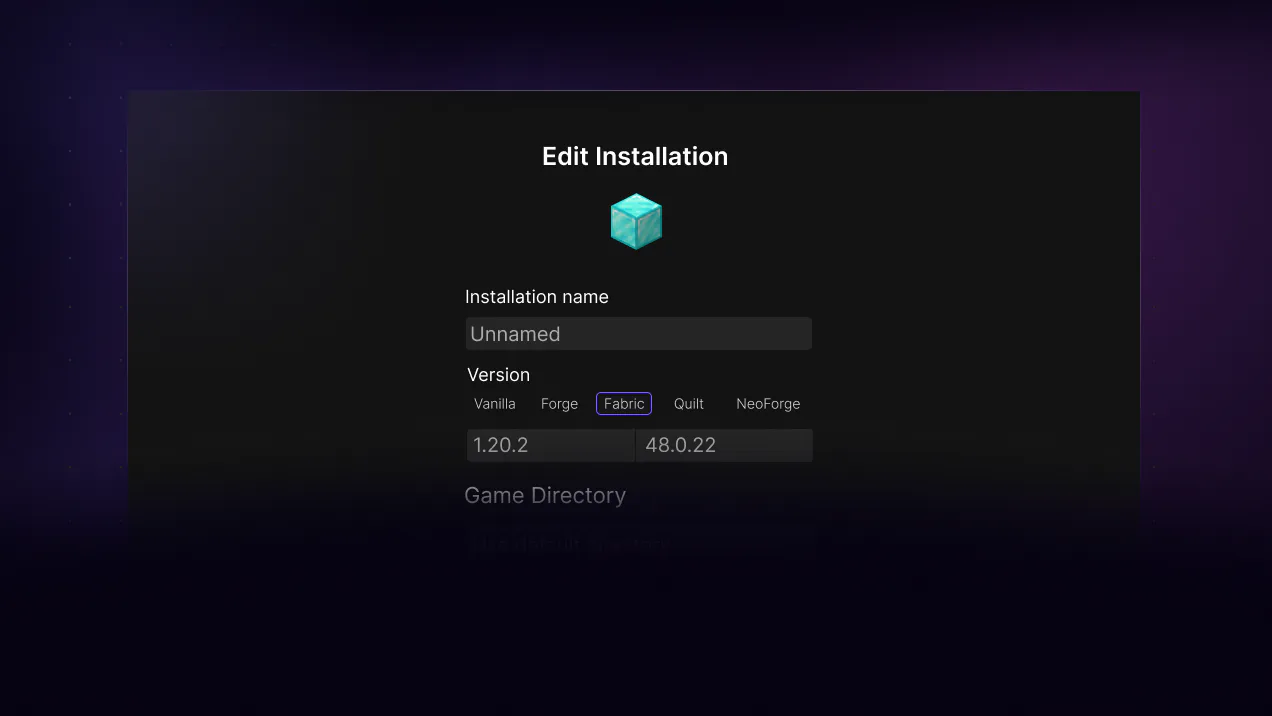 Edit Installation
Installation name
Unnamed
Version
Vanilla Forge Fabric Quilt NeoForge
1.20.2 48.0.22
Game Directory